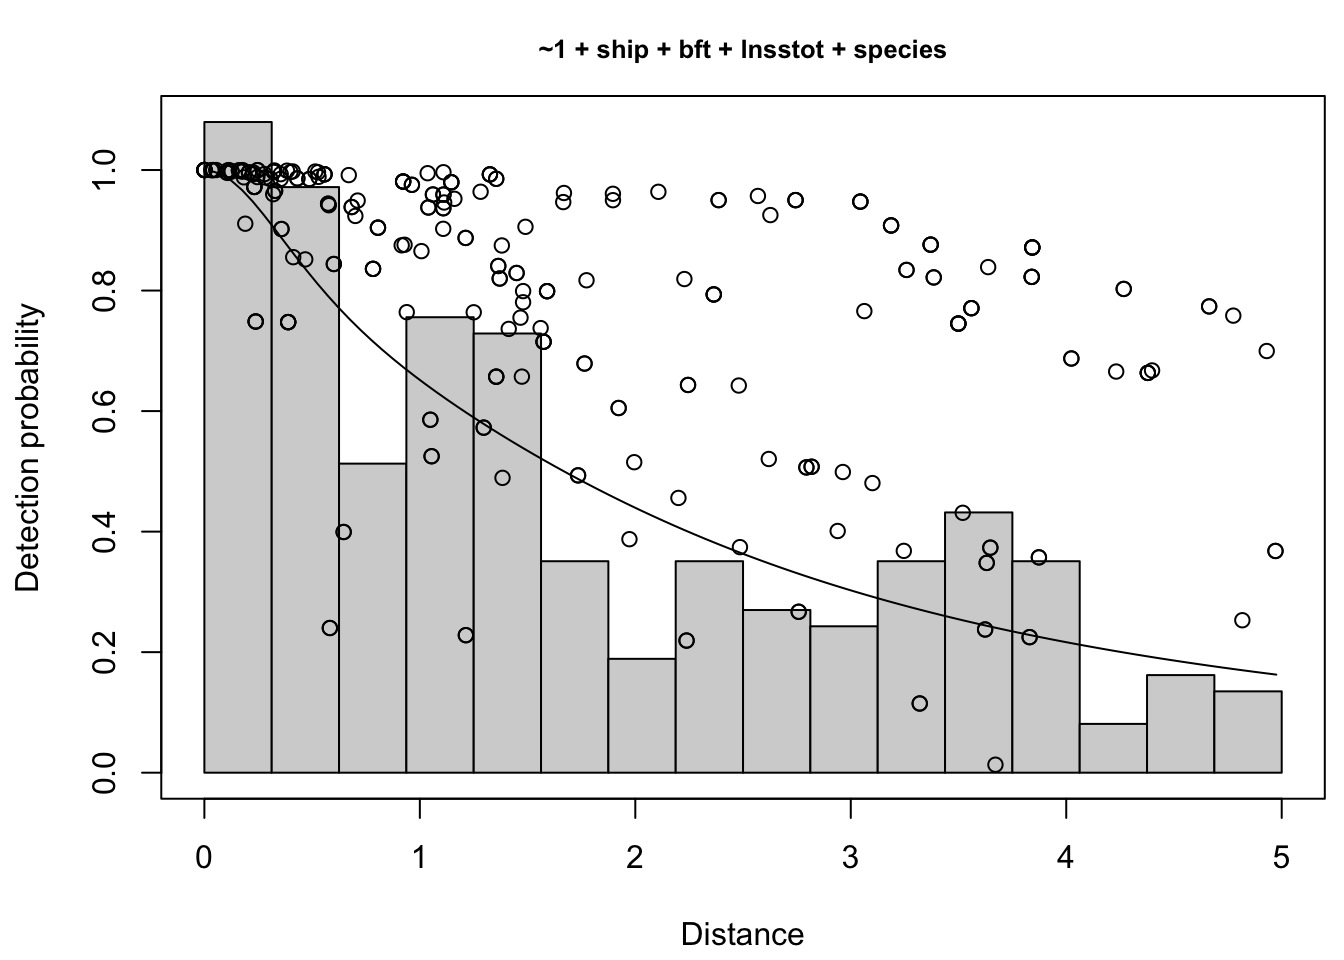 ~1 + ship + bft + lnsstot + species
Detection probability
1.0
0.8
0.6
0.4
0.2
0.0
0 1 2 3 4 5
Distance